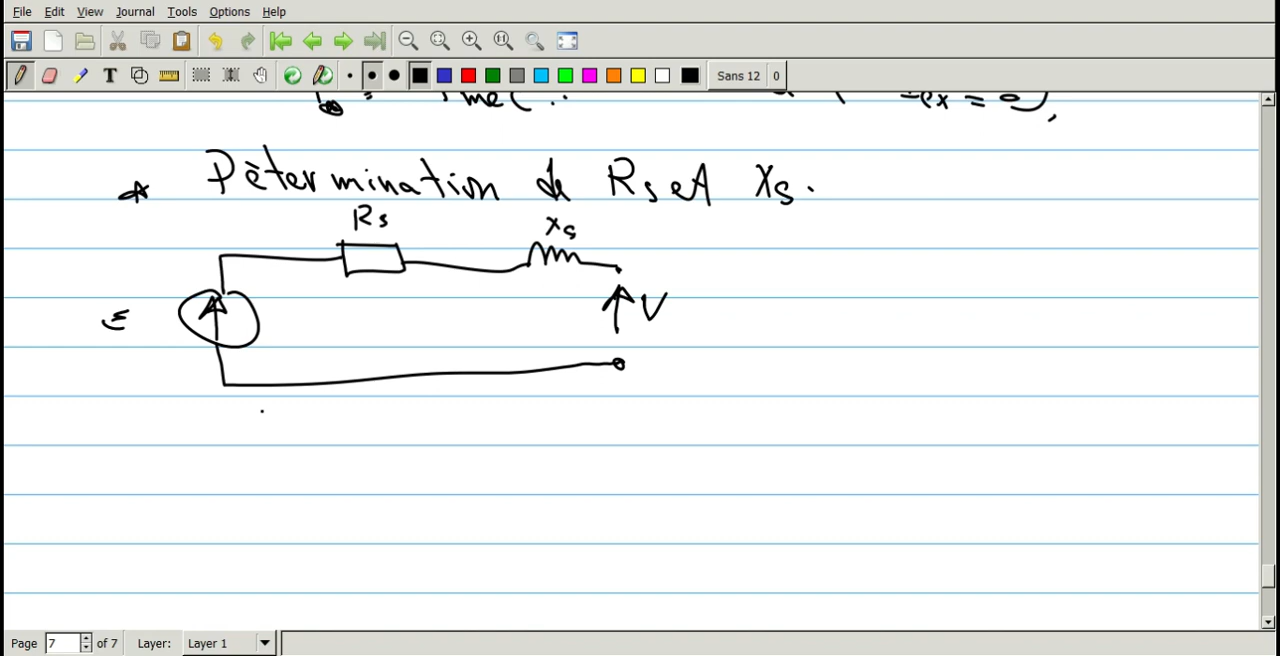 File Edit View Journal Tools Options Help
Sans 12 0
* Détermination de Rs et Xs.
Rs
Xs
E
V
Page 7 of 7 Layer: Layer 1